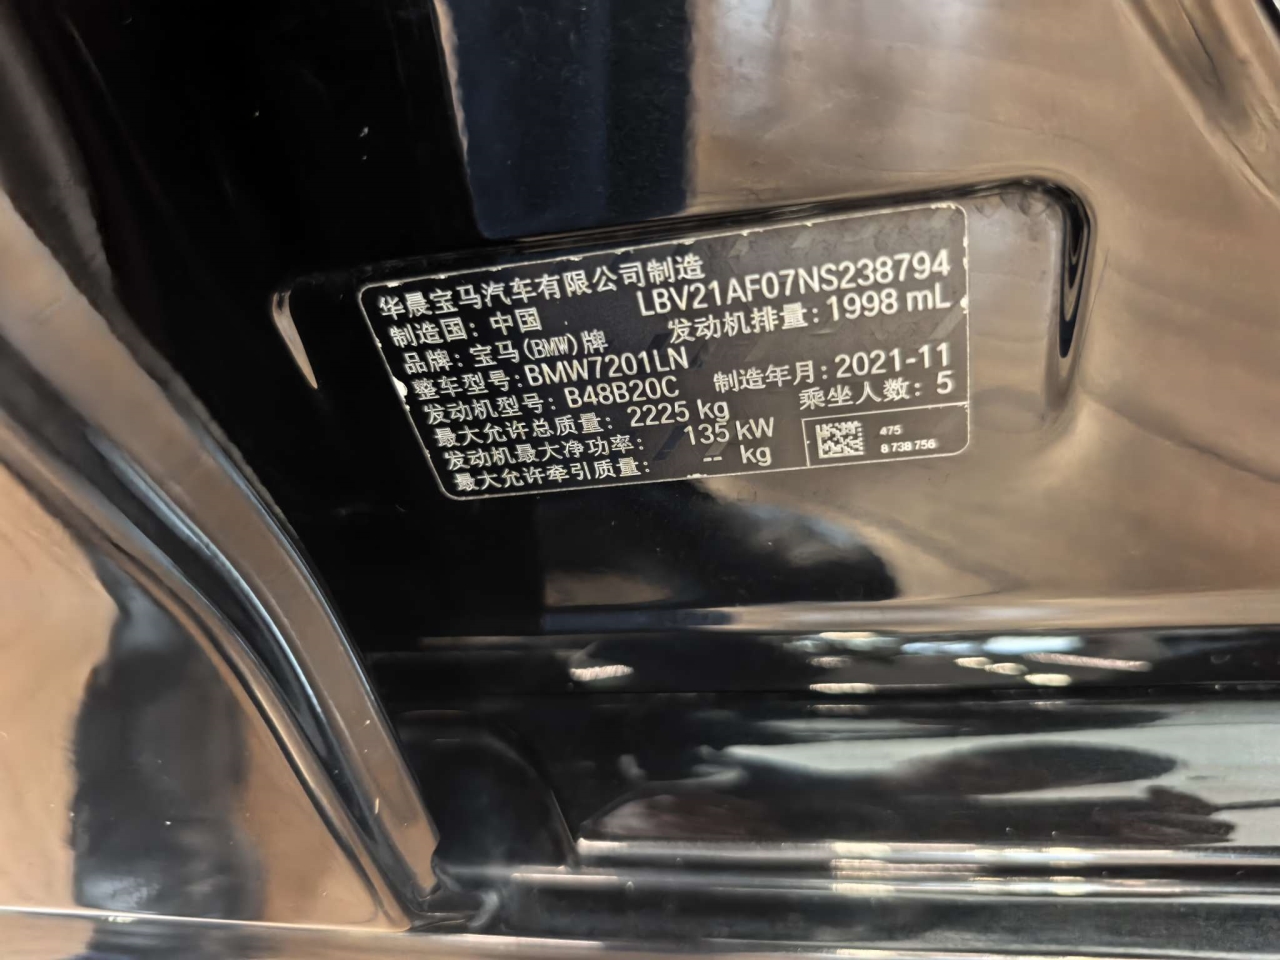 华晨宝马汽车有限公司制造
制造国：中国 LBV21AF07NS238794
品牌：宝马(BMW)牌 发动机排量：1998 mL
整车型号：BMW7201LN
发动机型号：B48B20C 制造年月：2021-11
最大允许总质量：2225 kg 乘坐人数：5
发动机最大净功率：135 kW
最大允许牵引质量：-- kg
475
8 738 756